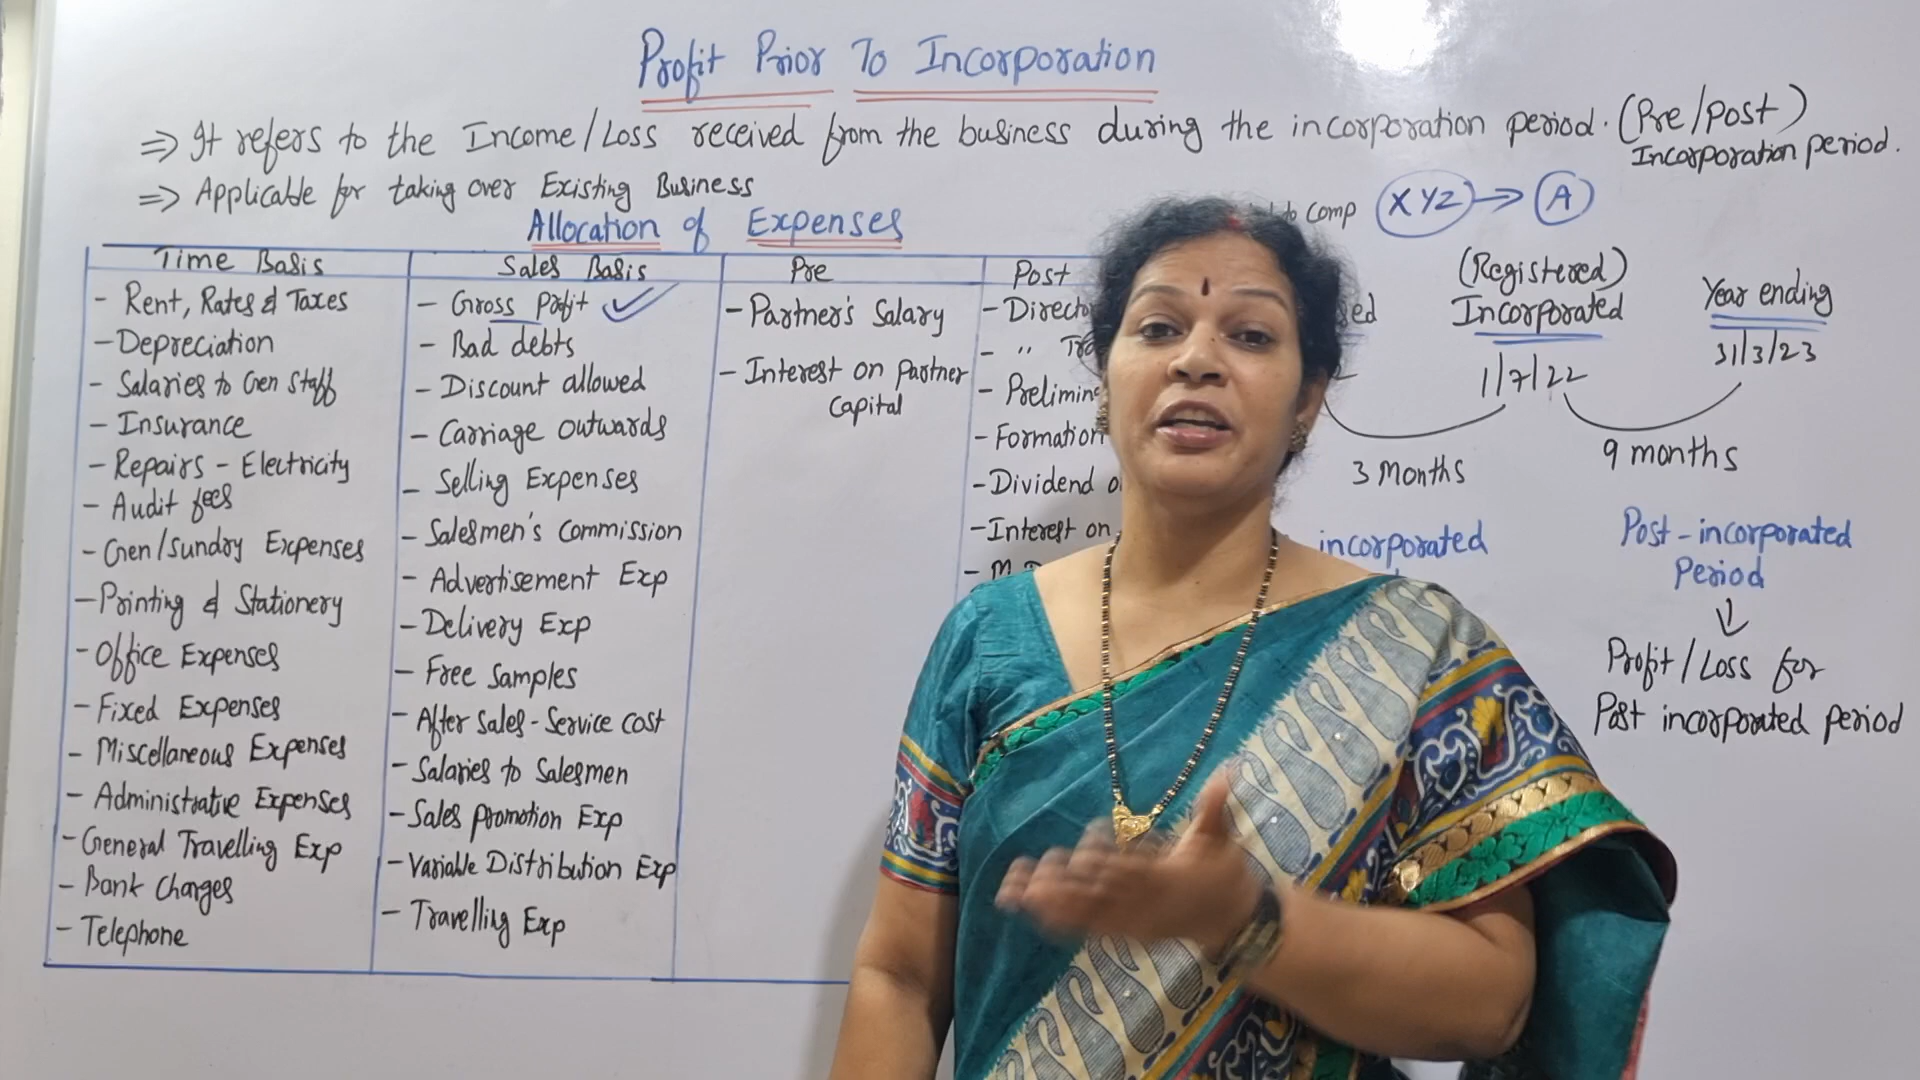 Profit Prior To Incorporation
⇒ It refers to the Income/Loss received from the business during the incorporation period. (Pre/Post)
Incorporation period.
⇒ Applicable for taking over Existing Business
to comp XYZ → A
Allocation of Expenses
Time Basis
- Rent, Rates & Taxes
- Depreciation
- Salaries to Gen Staff
- Insurance
- Repairs - Electricity
- Audit fees
- Gen/Sundry Expenses
- Printing & Stationery
- Office Expenses
- Fixed Expenses
- Miscellaneous Expenses
- Administrative Expenses
- General Travelling Exp
- Bank Charges
- Telephone
Sales Basis
- Gross Profit ✓
- Bad debts
- Discount allowed
- Carriage outwards
- Selling Expenses
- Salesmen's Commission
- Advertisement Exp
- Delivery Exp
- Free Samples
- After Sales-Service cost
- Salaries to Salesmen
- Sales promotion Exp
- Variable Distribution Exp
- Travelling Exp
Pre
- Partner's Salary
- Interest on partner
Capital
Post
-
- "
-
- Formation
- Dividend
- Interest on
- M
(Registered)
Incorporated
1/7/22
Year ending
31/3/23
3 Months
9 months
incorporated
Post-incorporated
Period
↓
Profit/Loss for
Post incorporated period